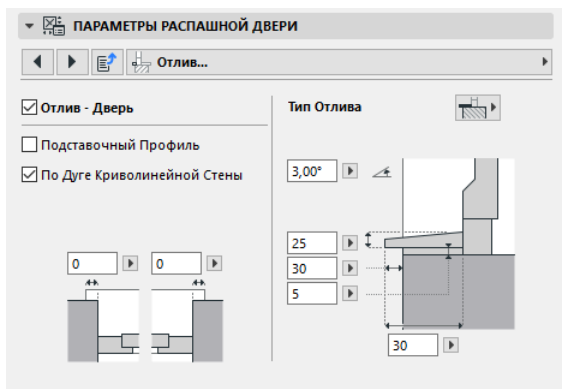 ПАРАМЕТРЫ РАСПАШНОЙ ДВЕРИ
Отлив...
Отлив - Дверь
Тип Отлива
Подставочный Профиль
По Дуге Криволинейной Стены
3,00°
25
0
0
30
5
30